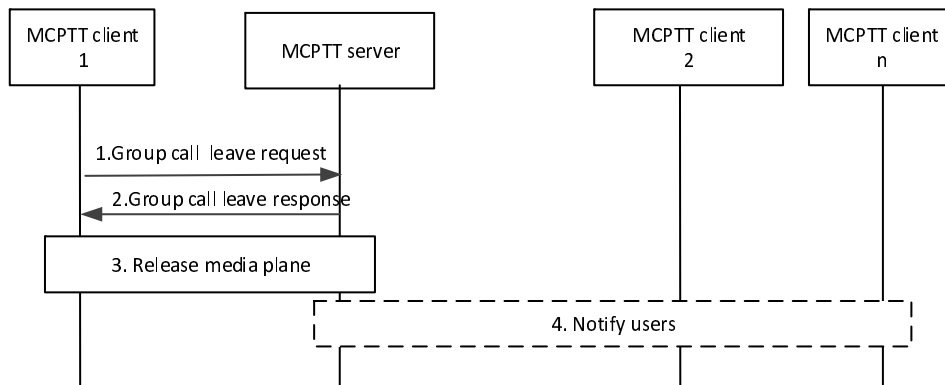 MCPTT client
1
MCPTT server
MCPTT client
2
MCPTT client
n
1.Group call leave request
2.Group call leave response
3. Release media plane
4. Notify users